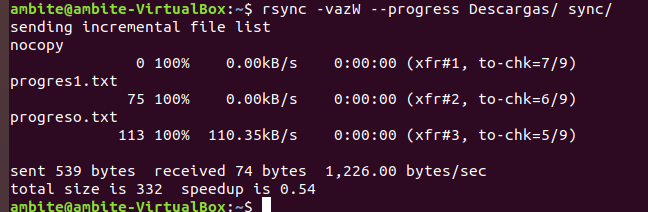 ambite@ambite-VirtualBox:~$ rsync -vazW --progress Descargas/ sync/
sending incremental file list
nocopy
              0 100%    0.00kB/s    0:00:00 (xfr#1, to-chk=7/9)
progres1.txt
             75 100%    0.00kB/s    0:00:00 (xfr#2, to-chk=6/9)
progreso.txt
            113 100%  110.35kB/s    0:00:00 (xfr#3, to-chk=5/9)
sent 539 bytes  received 74 bytes  1,226.00 bytes/sec
total size is 332  speedup is 0.54
ambite@ambite-VirtualBox:~$